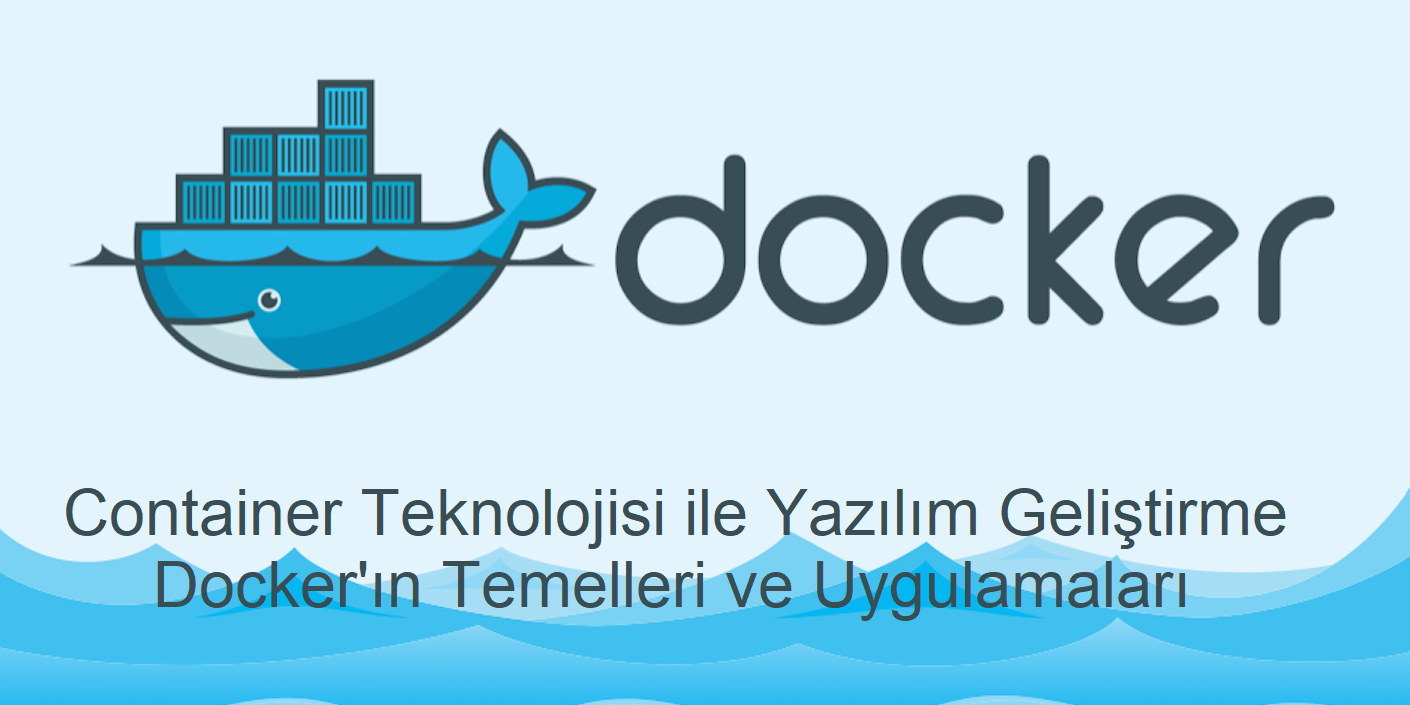 docker
Container Teknolojisi ile Yazılım Geliştirme
Docker'ın Temelleri ve Uygulamaları